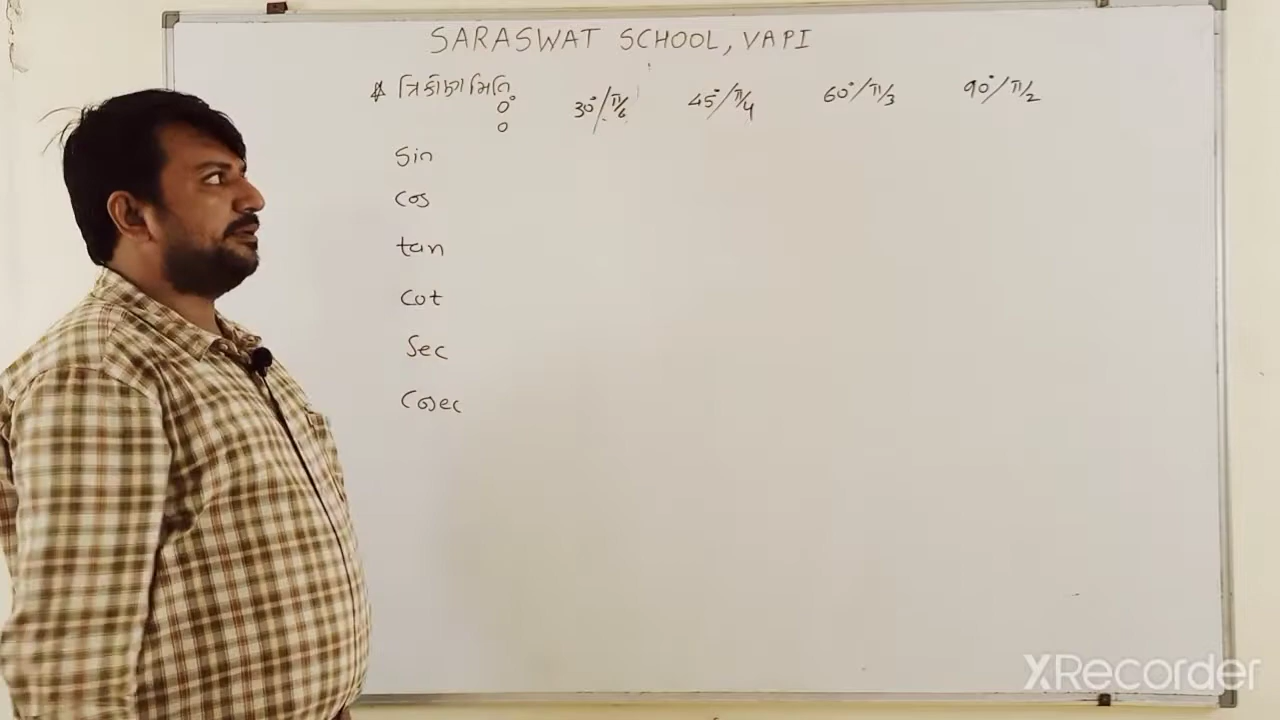 SARASWAT SCHOOL, VAPI
* ત્રિકોણમિતિ
0° 30°/π/6 45°/π/4 60°/π/3 90°/π/2
0
Sin
Cos
tan
Cot
Sec
Cosec
XRecorder